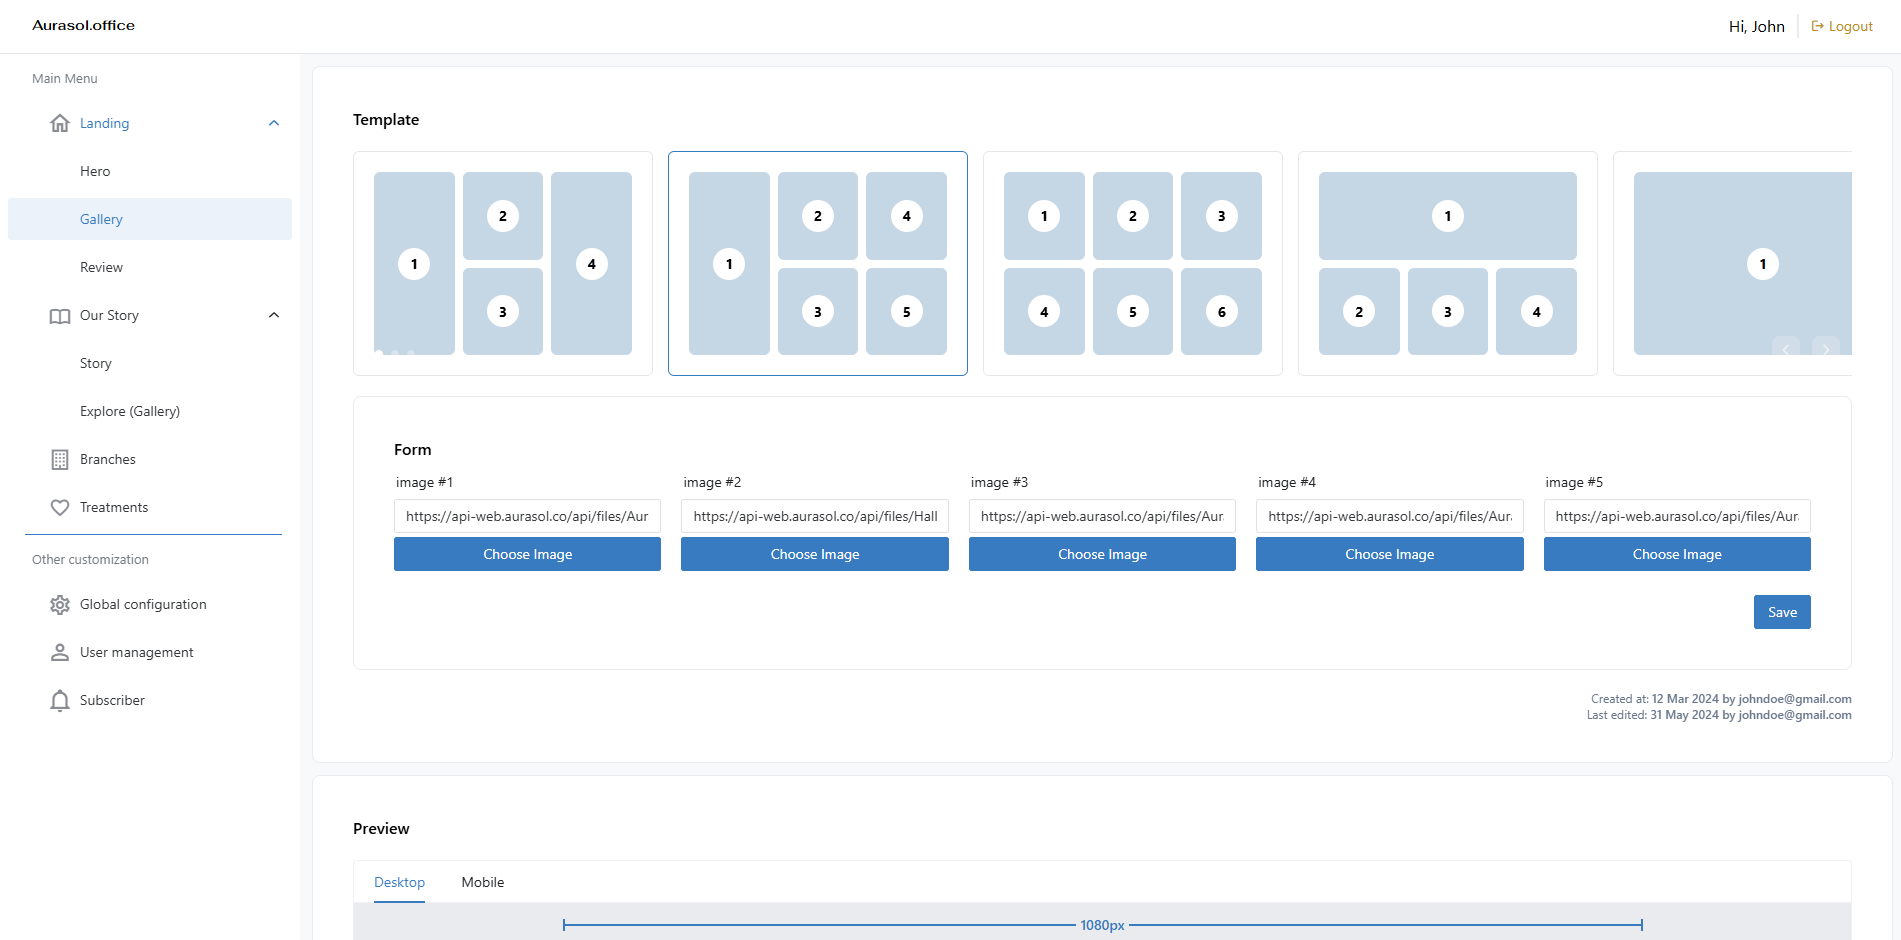 Aurasol.office
Hi, John
Logout
Main Menu
Landing
Hero
Gallery
Review
Our Story
Story
Explore (Gallery)
Branches
Treatments
Other customization
Global configuration
User management
Subscriber
Template
1 2 3 4
1 2 3 4 5
1 2 3 4 5 6
1 2 3 4
1
Form
image #1 image #2 image #3 image #4 image #5
https://api-web.aurasol.co/api/files/Aur https://api-web.aurasol.co/api/files/Hall https://api-web.aurasol.co/api/files/Aur https://api-web.aurasol.co/api/files/Aur https://api-web.aurasol.co/api/files/Aur
Choose Image Choose Image Choose Image Choose Image Choose Image
Save
Created at: 12 Mar 2024 by johndoe@gmail.com
Last edited: 31 May 2024 by johndoe@gmail.com
Preview
Desktop Mobile
1080px